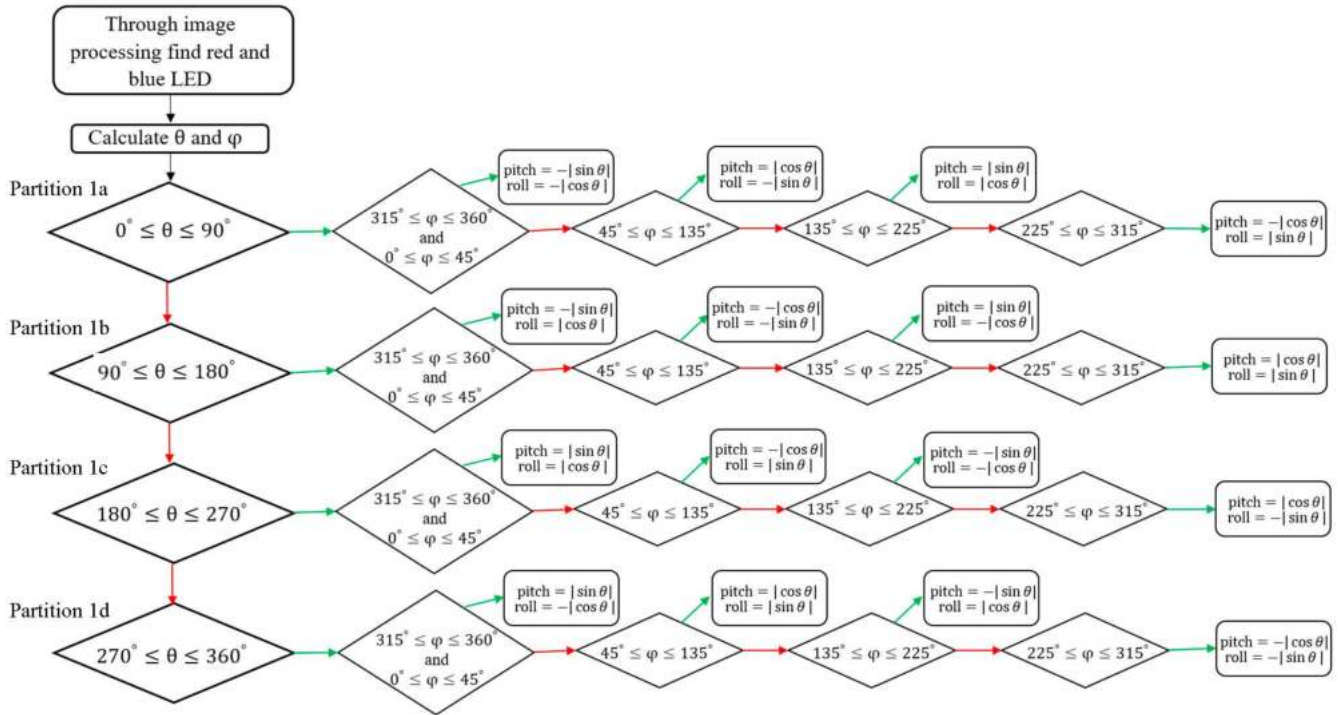 Through image
processing find red and
blue LED
Calculate θ and φ
Partition 1a
0° ≤ θ ≤ 90°
315° ≤ φ ≤ 360°
and
0° ≤ φ ≤ 45°
pitch = −| sin θ|
roll = −| cos θ|
45° ≤ φ ≤ 135°
pitch = | cos θ|
roll = −| sin θ|
135° ≤ φ ≤ 225°
pitch = | sin θ|
roll = | cos θ|
225° ≤ φ ≤ 315°
pitch = −| cos θ|
roll = | sin θ |
Partition 1b
90° ≤ θ ≤ 180°
315° ≤ φ ≤ 360°
and
0° ≤ φ ≤ 45°
pitch = −| sin θ|
roll = | cos θ |
45° ≤ φ ≤ 135°
pitch = −| cos θ|
roll = −| sin θ|
135° ≤ φ ≤ 225°
pitch = | sin θ|
roll = −| cos θ|
225° ≤ φ ≤ 315°
pitch = | cos θ|
roll = | sin θ |
Partition 1c
180° ≤ θ ≤ 270°
315° ≤ φ ≤ 360°
and
0° ≤ φ ≤ 45°
pitch = | sin θ|
roll = | cos θ |
45° ≤ φ ≤ 135°
pitch = −| cos θ|
roll = | sin θ |
135° ≤ φ ≤ 225°
pitch = −| sin θ|
roll = −| cos θ|
225° ≤ φ ≤ 315°
pitch = | cos θ|
roll = −| sin θ|
Partition 1d
270° ≤ θ ≤ 360°
315° ≤ φ ≤ 360°
and
0° ≤ φ ≤ 45°
pitch = | sin θ|
roll = −| cos θ|
45° ≤ φ ≤ 135°
pitch = | cos θ|
roll = | sin θ |
135° ≤ φ ≤ 225°
pitch = −| sin θ|
roll = | cos θ |
225° ≤ φ ≤ 315°
pitch = −| cos θ|
roll = −| sin θ|